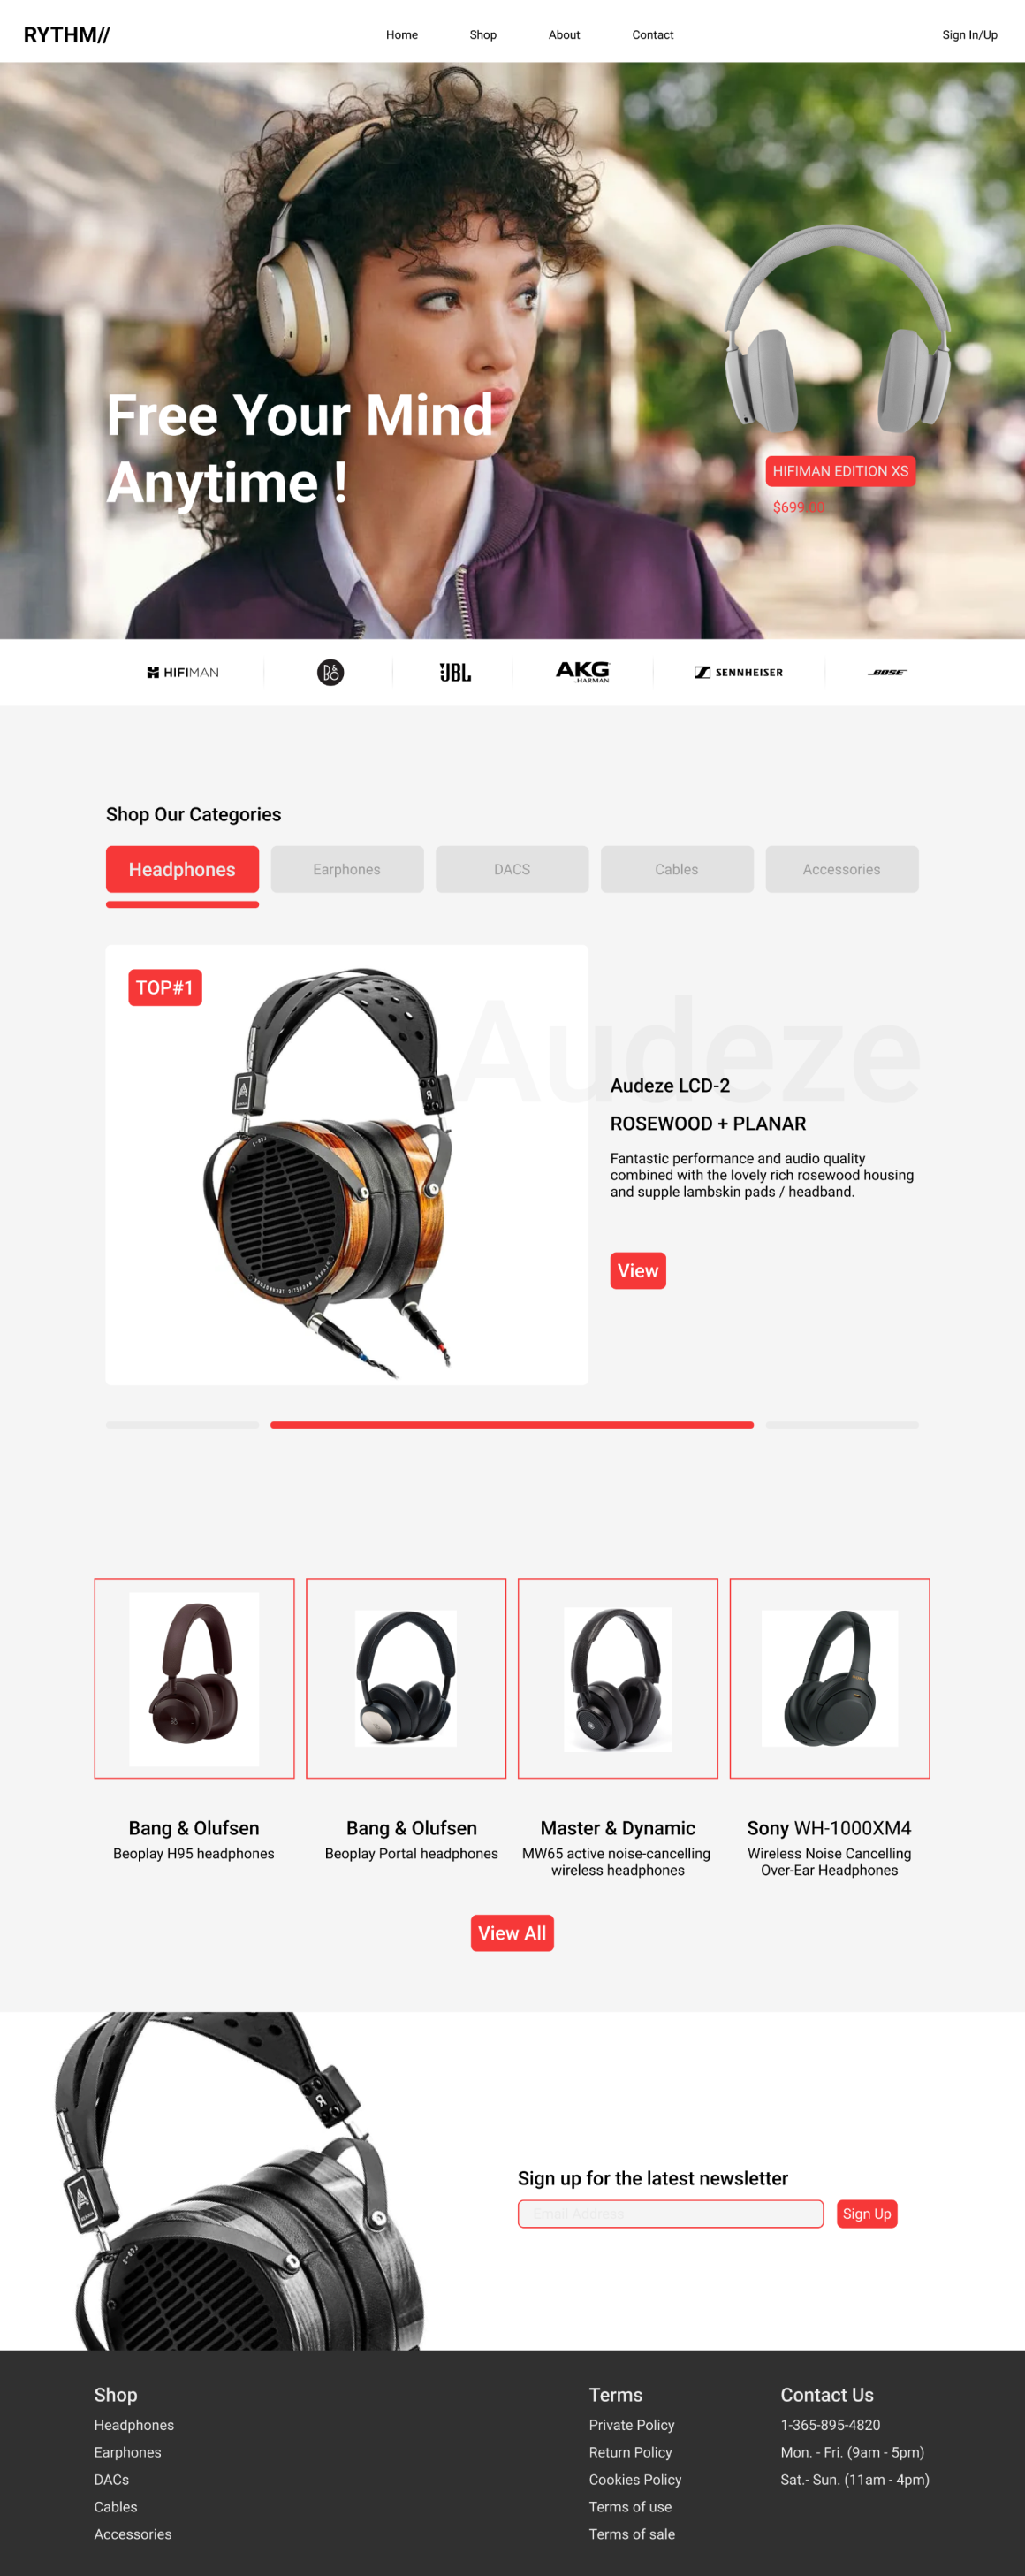 RYTHM//
Home
Shop
About
Contact
Sign In/Up
Free Your Mind
Anytime !
HIFIMAN EDITION XS
$699.00
HIFIMAN
B&O
JBL
AKG
HARMAN
SENNHEISER
BOSE
Shop Our Categories
Headphones
Earphones
DACS
Cables
Accessories
TOP#1
Audeze
Audeze LCD-2
ROSEWOOD + PLANAR
Fantastic performance and audio quality
combined with the lovely rich rosewood housing
and supple lambskin pads / headband.
View
Bang & Olufsen
Beoplay H95 headphones
Bang & Olufsen
Beoplay Portal headphones
Master & Dynamic
MW65 active noise-cancelling
wireless headphones
Sony WH-1000XM4
Wireless Noise Cancelling
Over-Ear Headphones
View All
Sign up for the latest newsletter
Email Address
Sign Up
Shop
Headphones
Earphones
DACs
Cables
Accessories
Terms
Private Policy
Return Policy
Cookies Policy
Terms of use
Terms of sale
Contact Us
1-365-895-4820
Mon. - Fri. (9am - 5pm)
Sat.- Sun. (11am - 4pm)